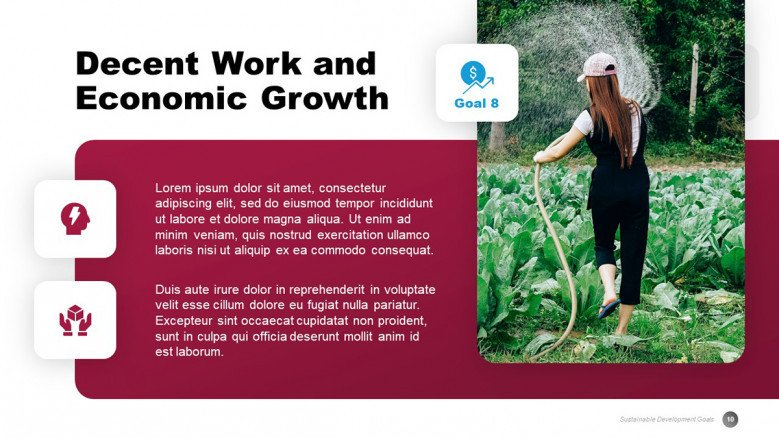 Decent Work and
Economic Growth
$
Goal 8
Lorem ipsum dolor sit amet, consectetur
adipiscing elit, sed do eiusmod tempor incididunt
ut labore et dolore magna aliqua. Ut enim ad
minim veniam, quis nostrud exercitation ullamco
laboris nisi ut aliquip ex ea commodo consequat.
Duis aute irure dolor in reprehenderit in voluptate
velit esse cillum dolore eu fugiat nulla pariatur.
Excepteur sint occaecat cupidatat non proident,
sunt in culpa qui officia deserunt mollit anim id
est laborum.
Sustainable Development Goals
10